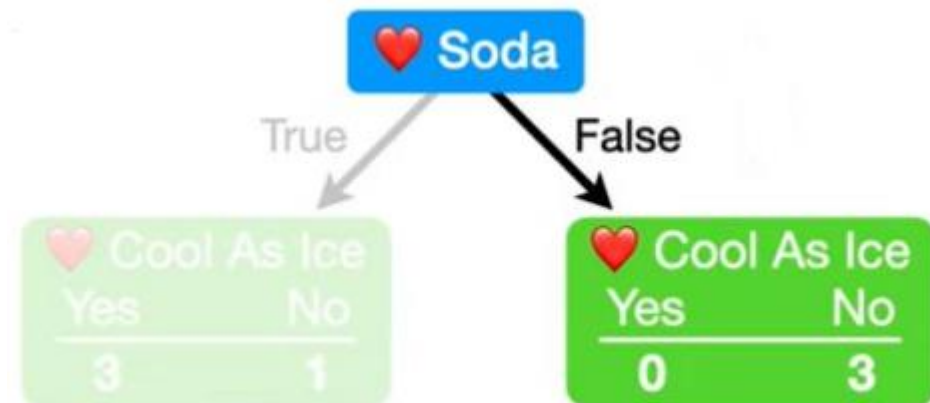 ❤️ Soda
True
False
❤️ Cool As Ice
Yes No
3 1
❤️ Cool As Ice
Yes No
0 3